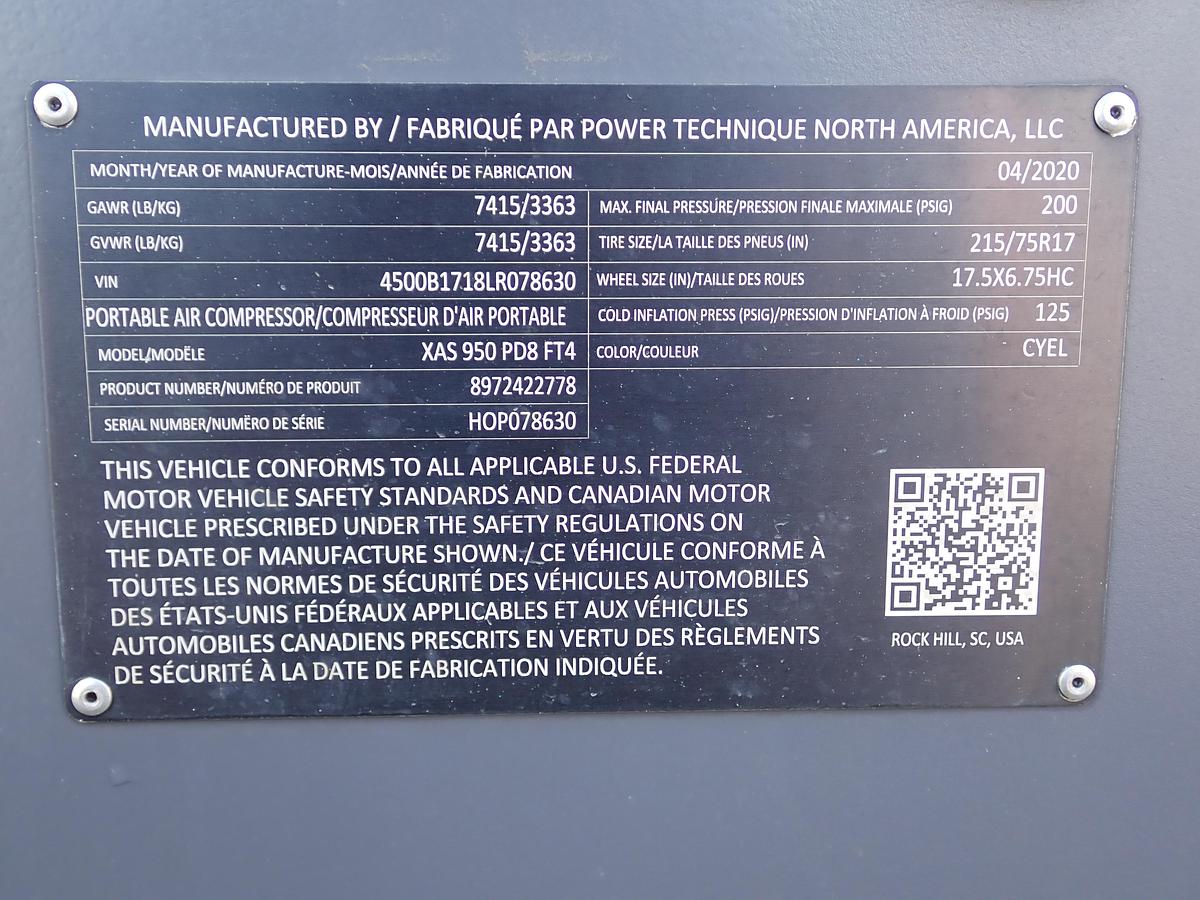 MANUFACTURED BY / FABRIQUÉ PAR POWER TECHNIQUE NORTH AMERICA, LLC
MONTH/YEAR OF MANUFACTURE-MOIS/ANNÉE DE FABRICATION 04/2020
GAWR (LB/KG) 7415/3363 MAX. FINAL PRESSURE/PRESSION FINALE MAXIMALE (PSIG) 200
GVWR (LB/KG) 7415/3363 TIRE SIZE/LA TAILLE DES PNEUS (IN) 215/75R17
VIN 4500B1718LR078630 WHEEL SIZE (IN)/TAILLE DES ROUES 17.5X6.75HC
PORTABLE AIR COMPRESSOR/COMPRESSEUR D'AIR PORTABLE COLD INFLATION PRESS (PSIG)/PRESSION D'INFLATION À FROID (PSIG) 125
MODEL/MODËLE XAS 950 PD8 FT4 COLOR/COULEUR CYEL
PRODUCT NUMBER/NUMÉRO DE PRODUIT 8972422778
SERIAL NUMBER/NUMËRO DE SÉRIE HOP078630
THIS VEHICLE CONFORMS TO ALL APPLICABLE U.S. FEDERAL
MOTOR VEHICLE SAFETY STANDARDS AND CANADIAN MOTOR
VEHICLE PRESCRIBED UNDER THE SAFETY REGULATIONS ON
THE DATE OF MANUFACTURE SHOWN./ CE VÉHICULE CONFORME À
TOUTES LES NORMES DE SÉCURITÉ DES VÉHICULES AUTOMOBILES
DES ÉTATS-UNIS FÉDÉRAUX APPLICABLES ET AUX VÉHICULES
AUTOMOBILES CANADIENS PRESCRITS EN VERTU DES RÈGLEMENTS
DE SÉCURITÉ À LA DATE DE FABRICATION INDIQUÉE.
ROCK HILL, SC, USA